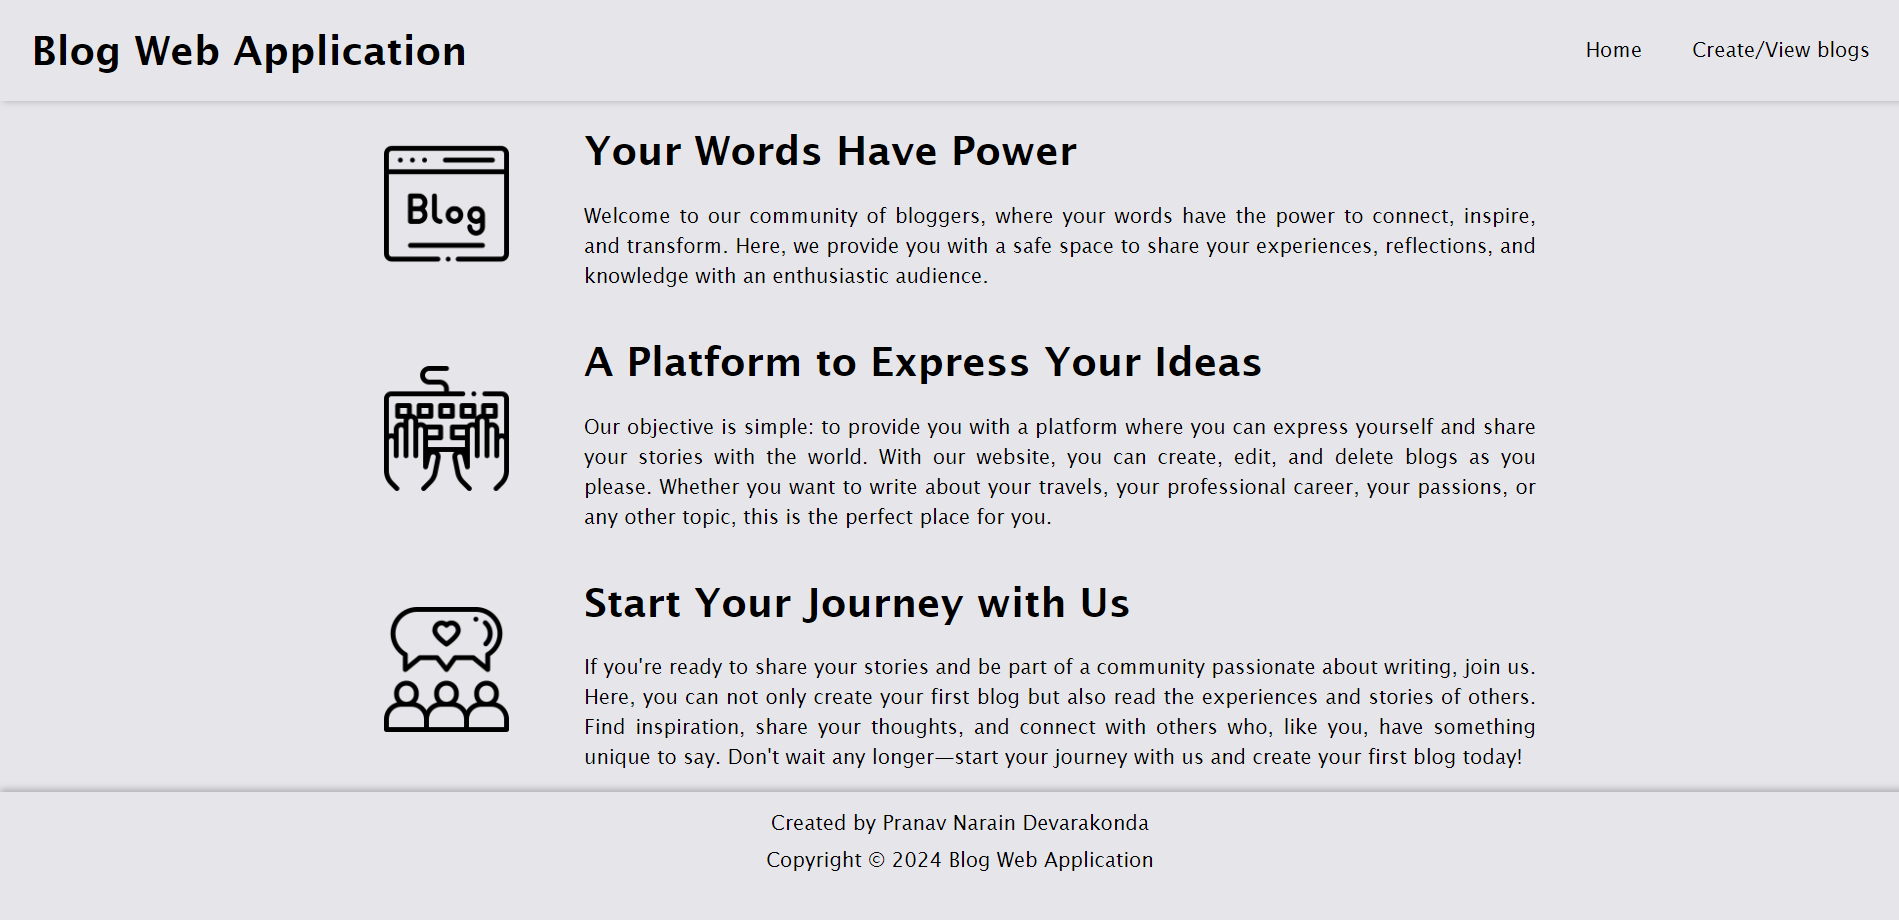 Blog Web Application
Home
Create/View blogs
Blog
Your Words Have Power
Welcome to our community of bloggers, where your words have the power to connect, inspire,
and transform. Here, we provide you with a safe space to share your experiences, reflections, and
knowledge with an enthusiastic audience.
A Platform to Express Your Ideas
Our objective is simple: to provide you with a platform where you can express yourself and share
your stories with the world. With our website, you can create, edit, and delete blogs as you
please. Whether you want to write about your travels, your professional career, your passions, or
any other topic, this is the perfect place for you.
Start Your Journey with Us
If you're ready to share your stories and be part of a community passionate about writing, join us.
Here, you can not only create your first blog but also read the experiences and stories of others.
Find inspiration, share your thoughts, and connect with others who, like you, have something
unique to say. Don't wait any longer—start your journey with us and create your first blog today!
Created by Pranav Narain Devarakonda
Copyright © 2024 Blog Web Application